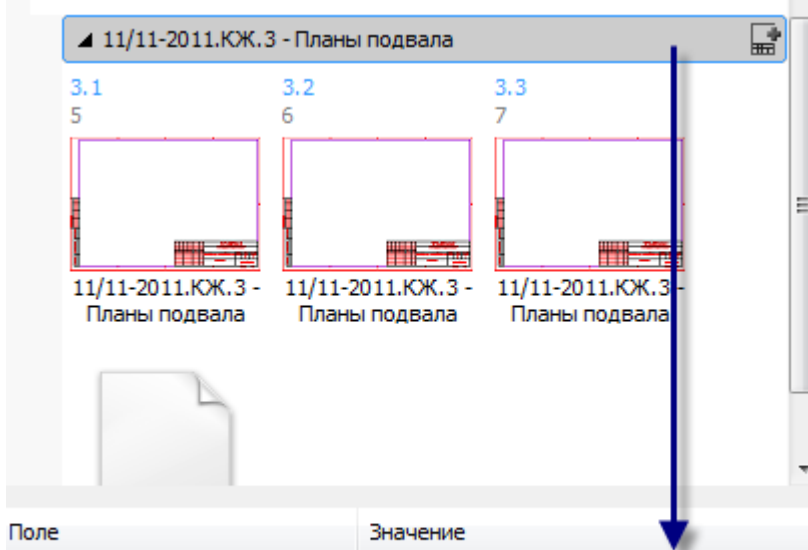 11/11-2011.КЖ.3 - Планы подвала
3.1 3.2 3.3
5 6 7
11/11-2011.КЖ.3 - Планы подвала
11/11-2011.КЖ.3 - Планы подвала
11/11-2011.КЖ.3 - Планы подвала
Поле Значение